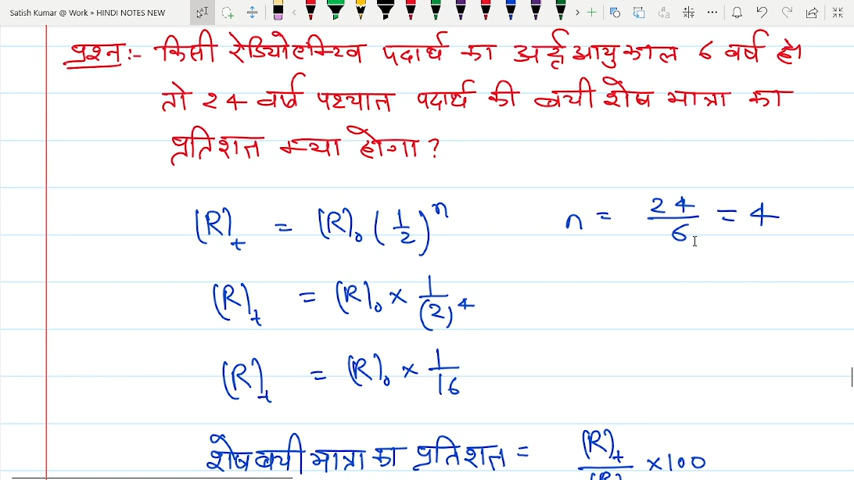 Satish Kumar @ Work » HINDI NOTES NEW
प्रश्न:- किसी रेडियोएक्टिव पदार्थ का अर्द्ध आयुकाल 6 वर्ष हो
तो 24 वर्ष पश्चात पदार्थ की बची शेष मात्रा का
प्रतिशत क्या होगा?
(R)t = (R)₀ (1/2)ⁿ n = 24/6 = 4
(R)t = (R)₀ × 1/(2)⁴
(R)t = (R)₀ × 1/16
शेष बची मात्रा का प्रतिशत = (R)t/(R) × 100